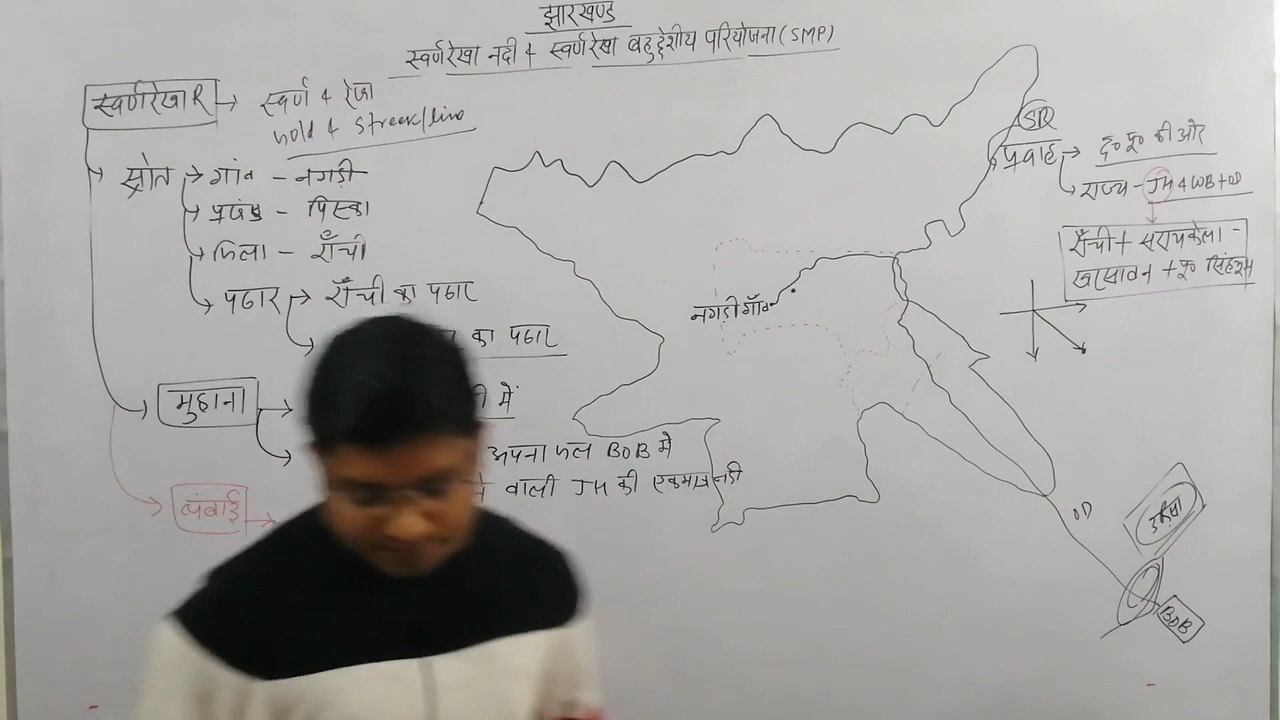 झारखण्ड
स्वर्णरेखा नदी + स्वर्णरेखा बहुद्देशीय परियोजना (SMP)
स्वर्णरेखा R → स्वर्ण + रेखा
Gold + Streak/line
स्रोत → गांव - नगड़ी
प्रखंड - पिस्का
जिला - राँची
पठार → राँची का पठार
का पठार
मुहाना
में
अपना जल BOB मे
वाली JH की एकमात्र नदी
लंबाई →
नगड़ी गाँव
SR
प्रवाह → द० पू० की ओर
राज्य - JH + WB + OD
राँची + सरायकेला -
खरसावन + पू० सिंहभूम
OD
उड़ीसा
BOB